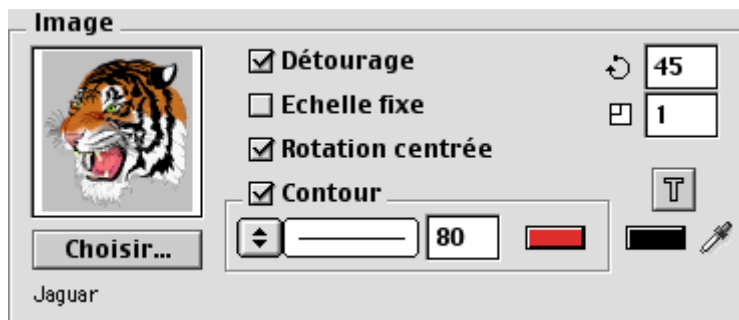 Image
Détourage
45
Echelle fixe
1
Rotation centrée
Contour
T
80
Choisir...
Jaguar